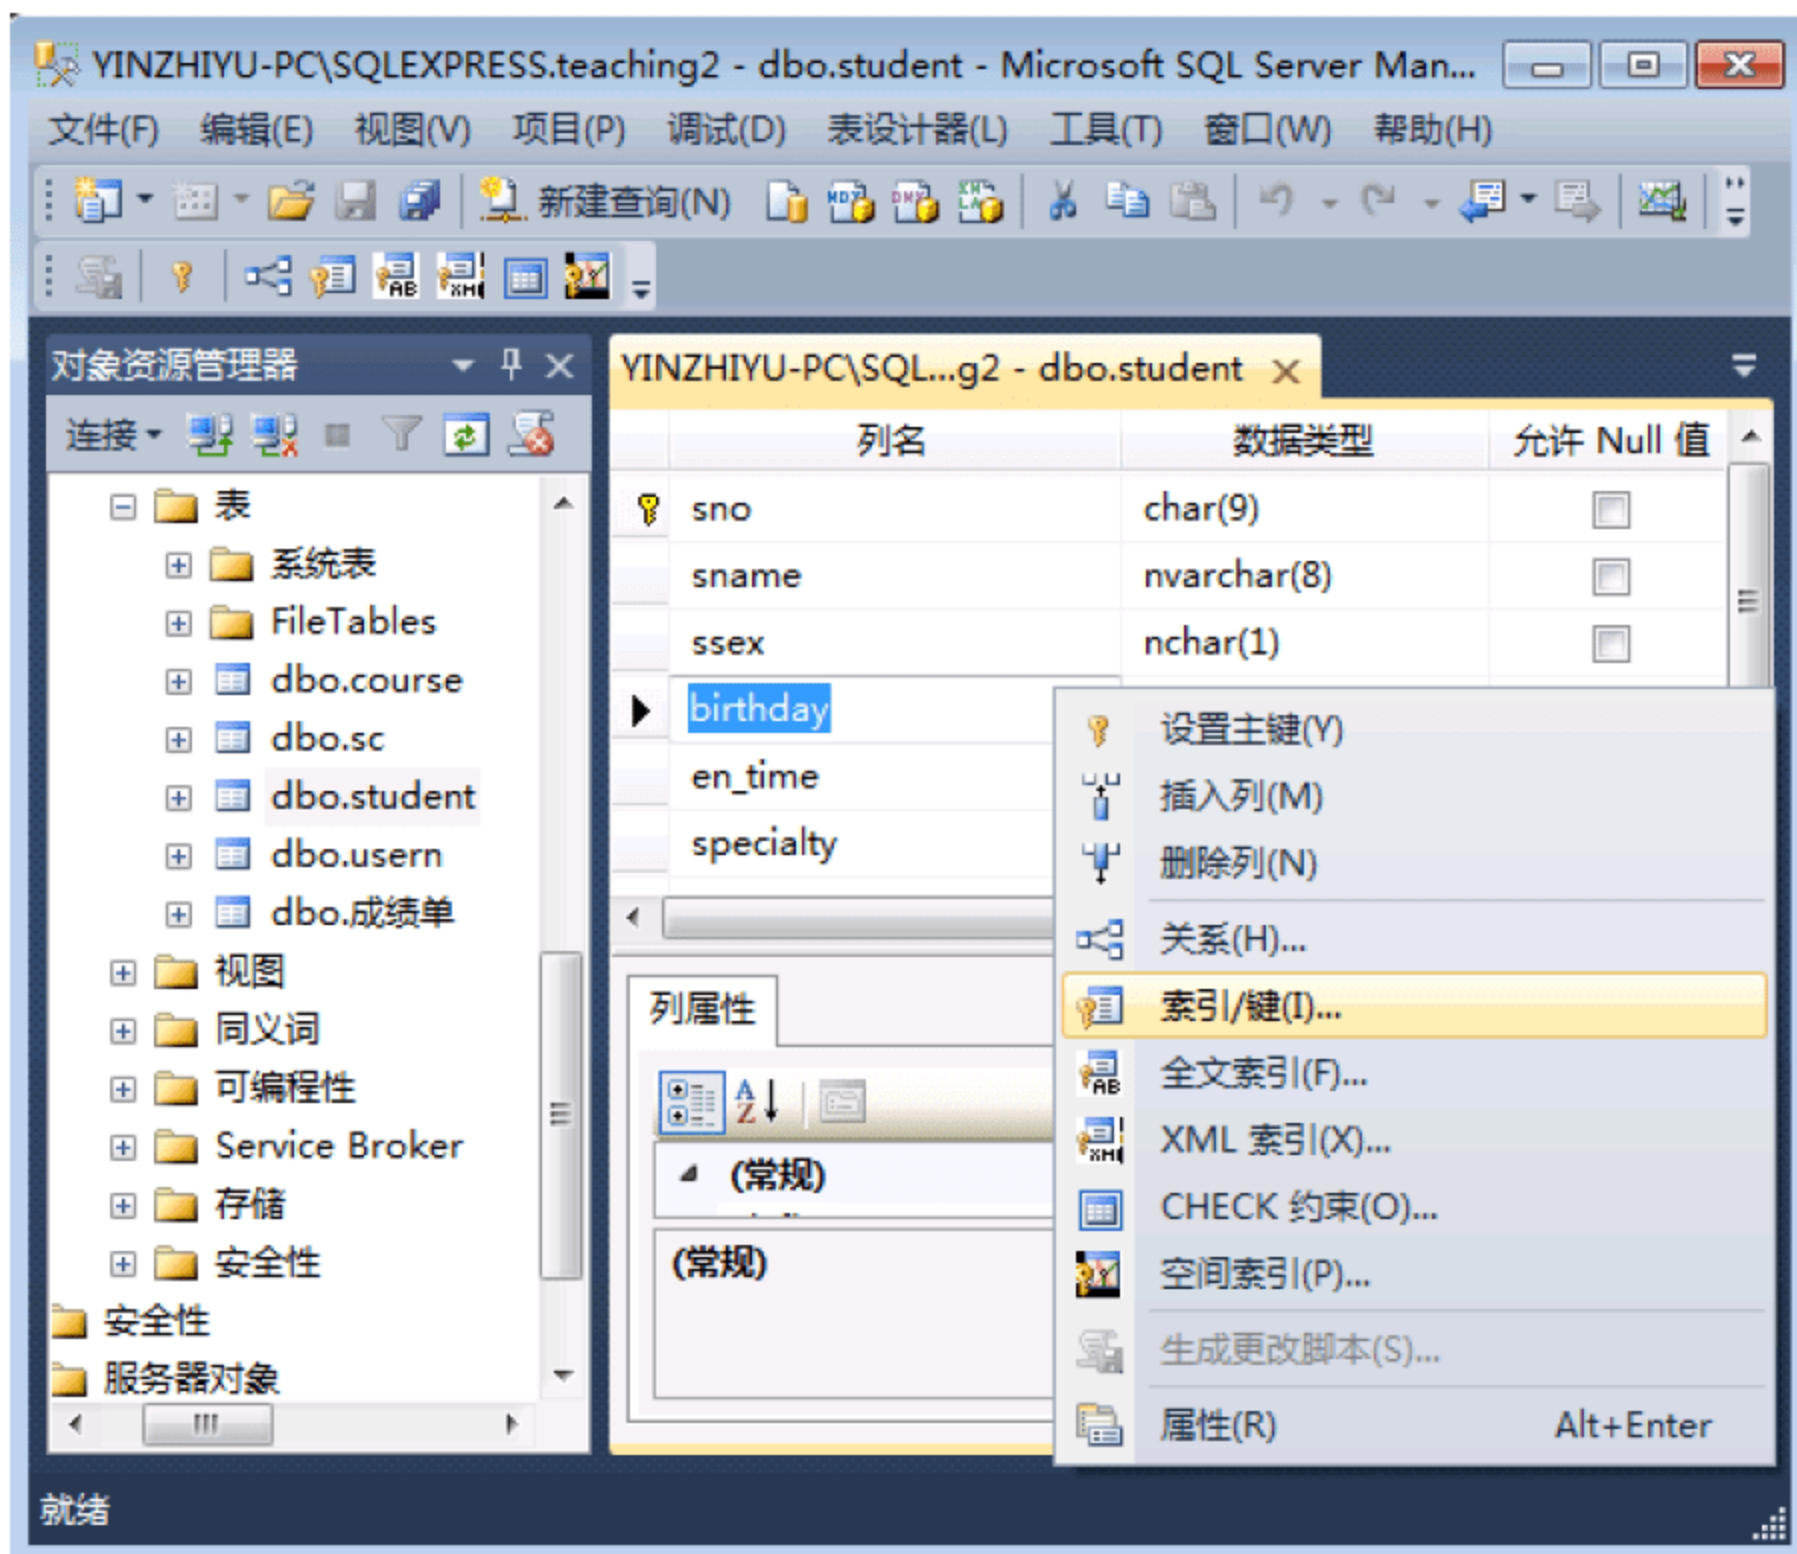 YINZHIYU-PC\SQLEXPRESS.teaching2 - dbo.student - Microsoft SQL Server Man...
文件(F) 编辑(E) 视图(V) 项目(P) 调试(D) 表设计器(L) 工具(T) 窗口(W) 帮助(H)
新建查询(N)
对象资源管理器
连接
表
系统表
FileTables
dbo.course
dbo.sc
dbo.student
dbo.usern
dbo.成绩单
视图
同义词
可编程性
Service Broker
存储
安全性
安全性
服务器对象
YINZHIYU-PC\SQL...g2 - dbo.student
列名 数据类型 允许 Null 值
sno char(9)
sname nvarchar(8)
ssex nchar(1)
birthday
en_time
specialty
列属性
(常规)
(常规)
设置主键(Y)
插入列(M)
删除列(N)
关系(H)...
索引/键(I)...
全文索引(F)...
XML 索引(X)...
CHECK 约束(O)...
空间索引(P)...
生成更改脚本(S)...
属性(R) Alt+Enter
就绪